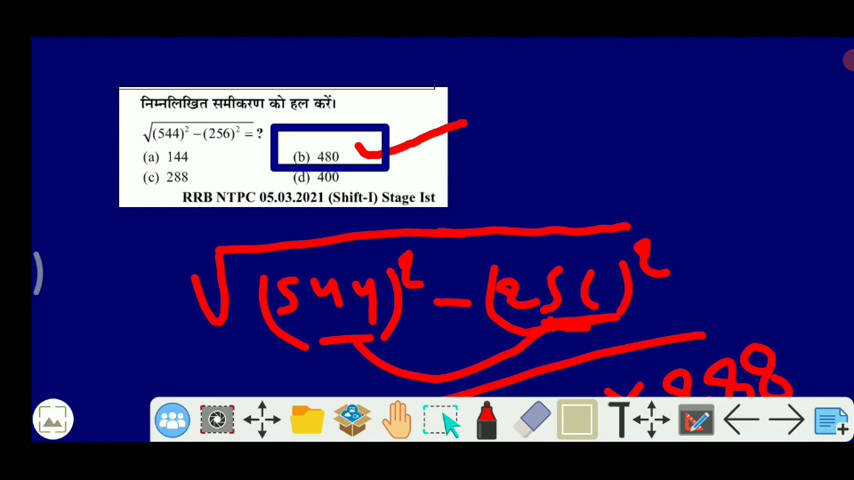 निम्नलिखित समीकरण को हल करें।
√(544)² − (256)² = ?
(a) 144 (b) 480
(c) 288 (d) 400
RRB NTPC 05.03.2021 (Shift-I) Stage Ist
√(544)² − (256)²
T